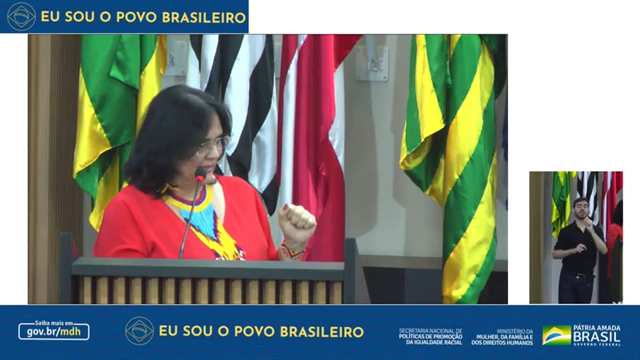 EU SOU O POVO BRASILEIRO
Saiba mais em
gov.br/mdh
EU SOU O POVO BRASILEIRO
SECRETARIA NACIONAL DE
POLÍTICAS DE PROMOÇÃO
DA IGUALDADE RACIAL
MINISTÉRIO DA
MULHER, DA FAMÍLIA E
DOS DIREITOS HUMANOS
PÁTRIA AMADA
BRASIL
GOVERNO FEDERAL